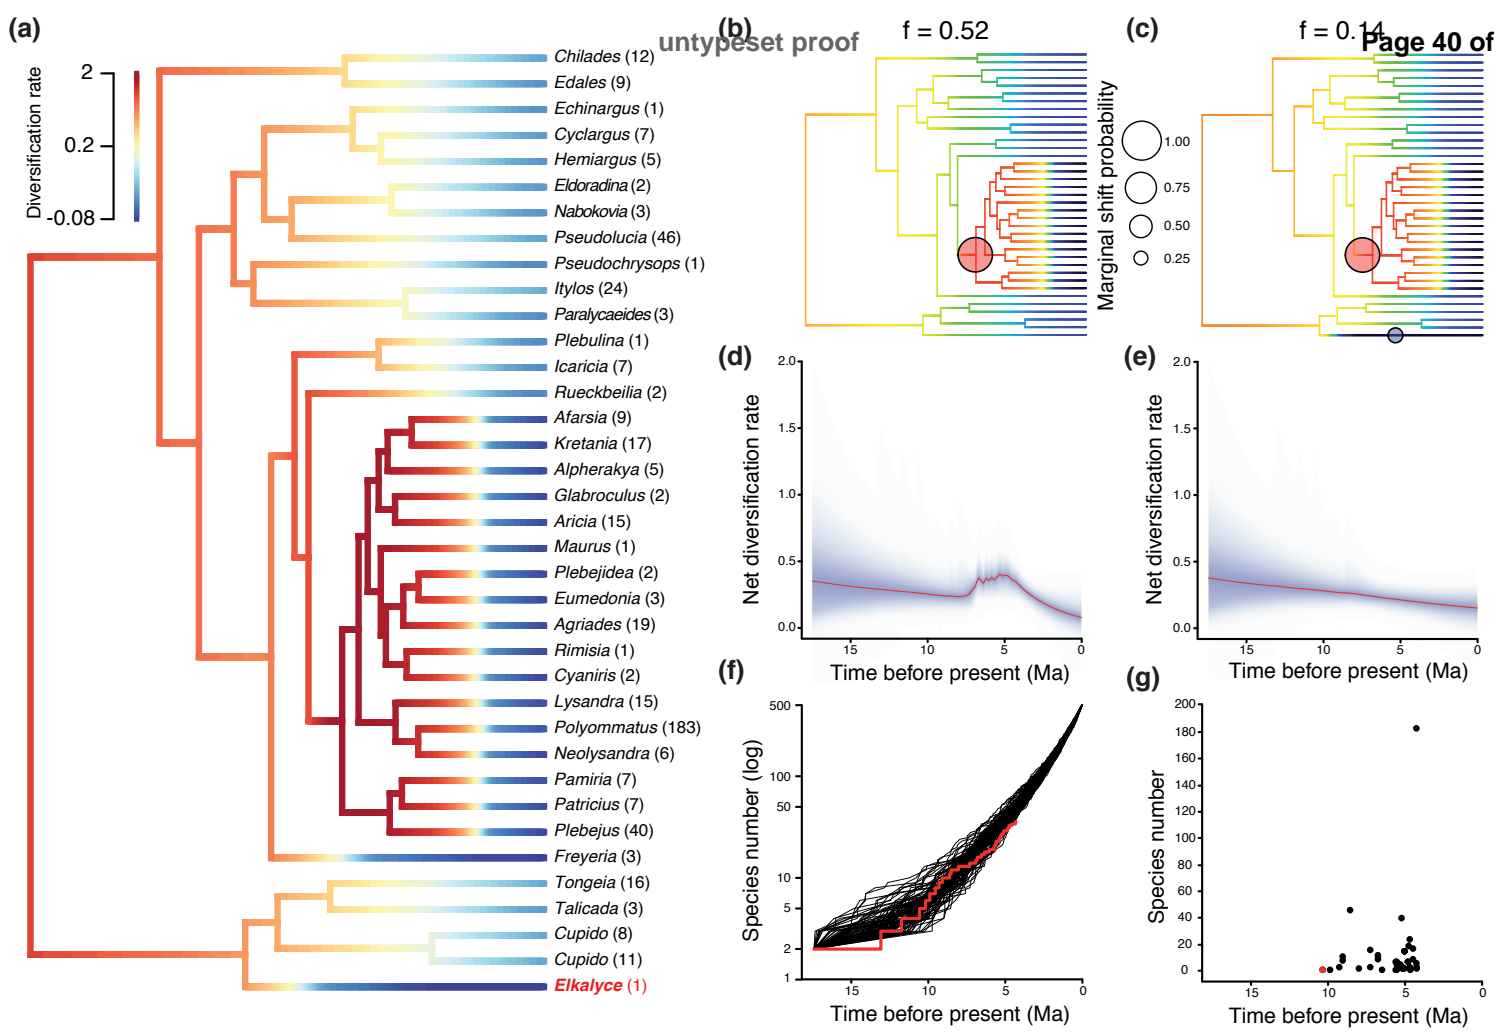 (a)
Diversification rate
2
0.2
-0.08
Chilades (12)
Edales (9)
Echinargus (1)
Cyclargus (7)
Hemiargus (5)
Eldoradina (2)
Nabokovia (3)
Pseudolucia (46)
Pseudochrysops (1)
Itylos (24)
Paralycaeides (3)
Plebulina (1)
Icaricia (7)
Rueckbeilia (2)
Afarsia (9)
Kretania (17)
Alpherakya (5)
Glabroculus (2)
Aricia (15)
Maurus (1)
Plebejidea (2)
Eumedonia (3)
Agriades (19)
Rimisia (1)
Cyaniris (2)
Lysandra (15)
Polyommatus (183)
Neolysandra (6)
Pamiria (7)
Patricius (7)
Plebejus (40)
Freyeria (3)
Tongeia (16)
Talicada (3)
Cupido (8)
Cupido (11)
Elkalyce (1)
(b)
untypeset proof
f = 0.52
Marginal shift probability
1.00
0.75
0.50
0.25
(c)
f = 0.14
Page 40 of
(d)
Net diversification rate
2.0
1.5
1.0
0.5
0.0
15
10
5
0
Time before present (Ma)
(e)
Net diversification rate
2.0
1.5
1.0
0.5
0.0
15
10
5
0
Time before present (Ma)
(f)
Species number (log)
500
100
50
10
5
2
1
15
10
5
0
Time before present (Ma)
(g)
Species number
200
180
160
140
120
100
80
60
40
20
0
15
10
5
0
Time before present (Ma)